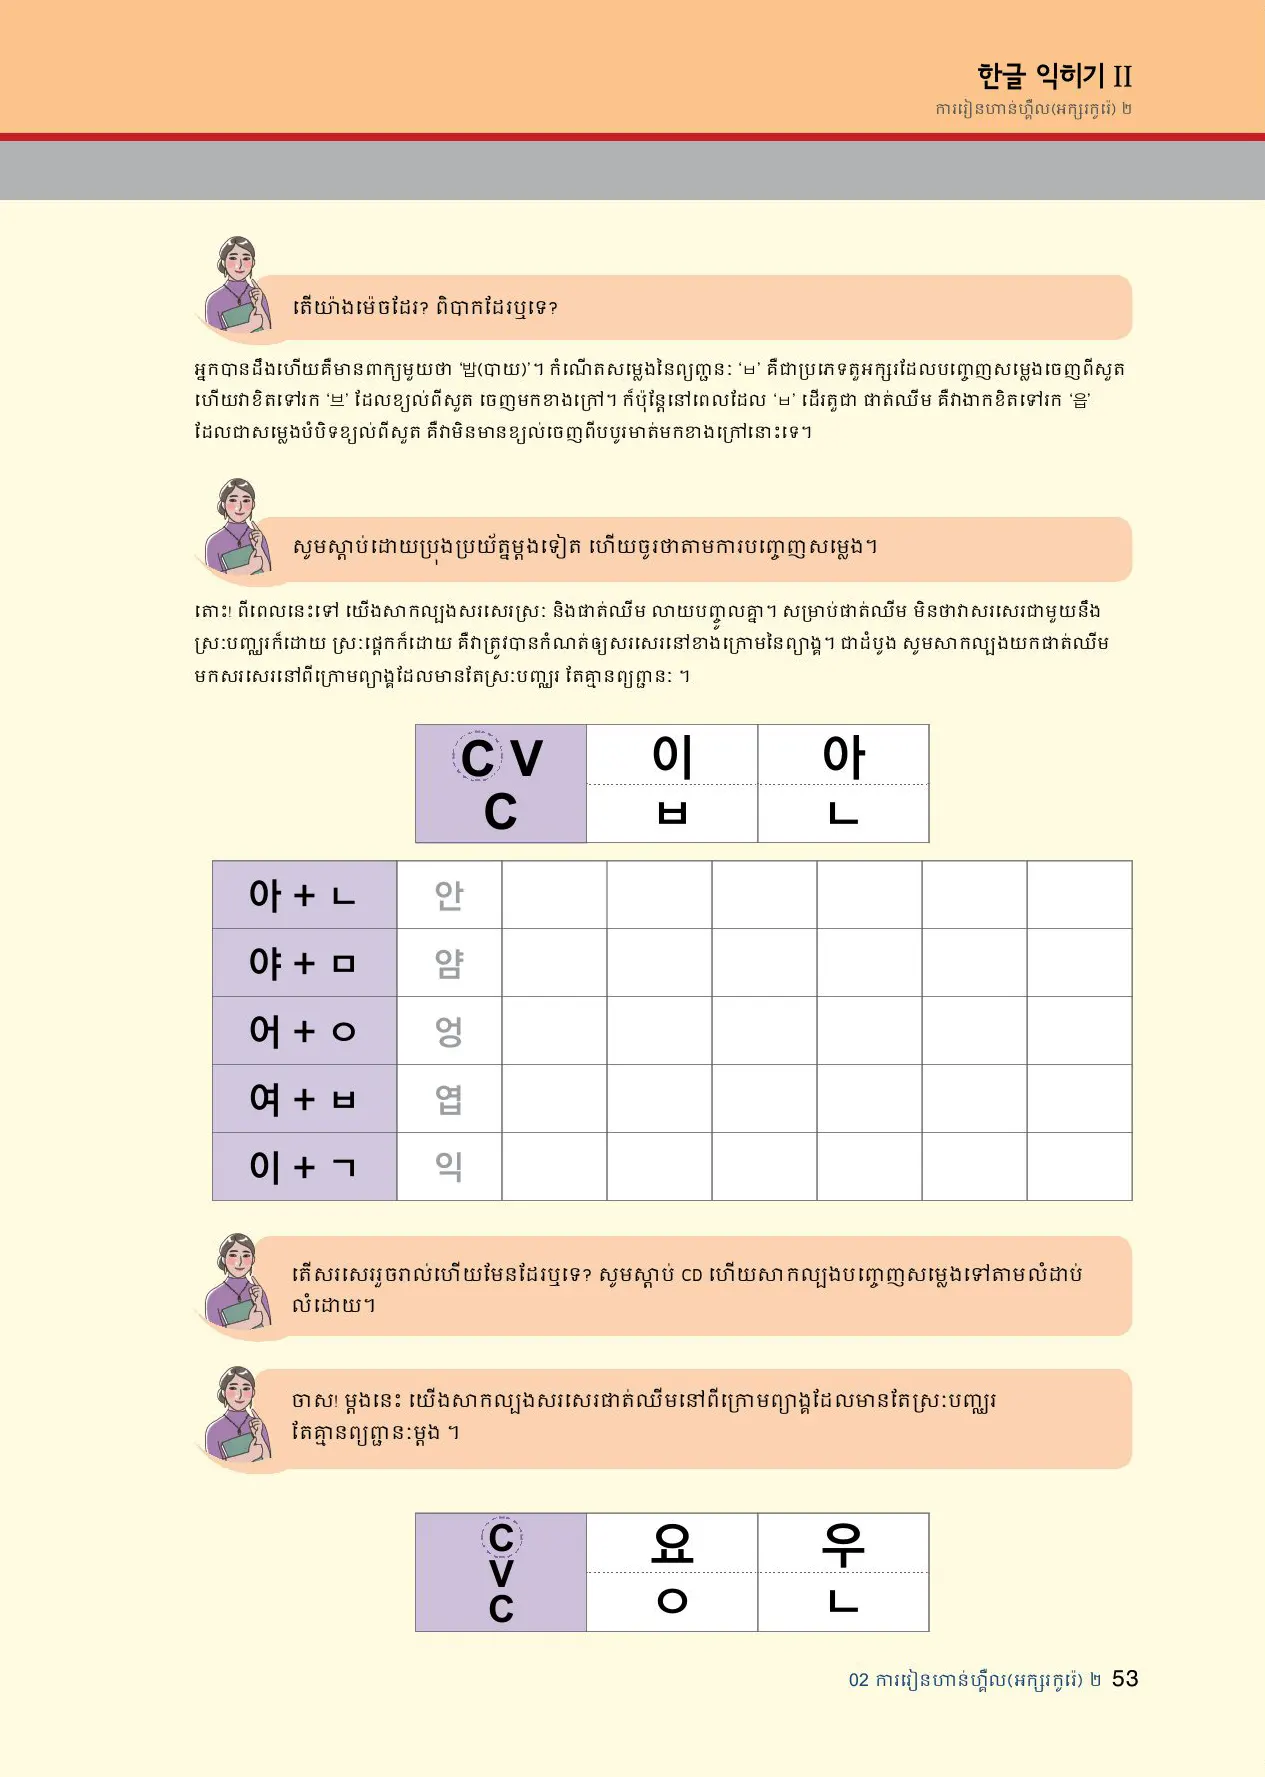 한글 익히기 II
ការរៀនហាន់ហ្គឹល(អក្សរកូរ៉េ) ២
តើយ៉ាងម៉េចដែរ? ពិបាកដែរឬទេ?
អ្នកបានដឹងហើយគឺមានពាក្យមួយថា ‘밥(បាយ)’។ កំណើតសម្លេងនៃព្យញ្ជនៈ ‘ㅂ’ គឺជាប្រភេទតួអក្សរដែលបញ្ចេញសម្លេងចេញពីសួត
ហើយវាខិតទៅរក ‘브’ ដែលខ្យល់ពីសួត ចេញមកខាងក្រៅ។ ក៏ប៉ុន្តែនៅពេលដែល ‘ㅂ’ ដើរតួជា ផាត់ឈីម គឺវាងាកខិតទៅរក ‘읍’
ដែលជាសម្លេងបំបិទខ្យល់ពីសួត គឺវាមិនមានខ្យល់ចេញពីបបូរមាត់មកខាងក្រៅនោះទេ។
សូមស្តាប់ដោយប្រុងប្រយ័ត្នម្តងទៀត ហើយចូរថាតាមការបញ្ចេញសម្លេង។
តោះ! ពីពេលនេះទៅ យើងសាកល្បងសរសេរស្រៈ និងផាត់ឈីម លាយបញ្ចូលគ្នា។ សម្រាប់ផាត់ឈីម មិនថាវាសរសេរជាមួយនឹង
ស្រៈបញ្ឈរក៏ដោយ ស្រៈផ្តេកក៏ដោយ គឺវាត្រូវបានកំណត់ឲ្យសរសេរនៅខាងក្រោមនៃព្យាង្គ។ ជាដំបូង សូមសាកល្បងយកផាត់ឈីម
មកសរសេរនៅពីក្រោមព្យាង្គដែលមានតែស្រៈបញ្ឈរ តែគ្មានព្យព្ជានៈ ។
C V 이 아
C ㅂ ㄴ
아 + ㄴ 안
야 + ㅁ 얌
어 + ㅇ 엉
여 + ㅂ 엽
이 + ㄱ 익
តើសរសេររួចរាល់ហើយមែនដែរឬទេ? សូមស្តាប់ CD ហើយសាកល្បងបញ្ចេញសម្លេងទៅតាមលំដាប់
លំដោយ។
ចាស! ម្តងនេះ យើងសាកល្បងសរសេរផាត់ឈីមនៅពីក្រោមព្យាង្គដែលមានតែស្រៈបញ្ឈរ
តែគ្មានព្យព្ជានៈម្តង ។
C 요 우
V
C ㅇ ㄴ
02 ការរៀនហាន់ហ្គឹល(អក្សរកូរ៉េ) ២ 53